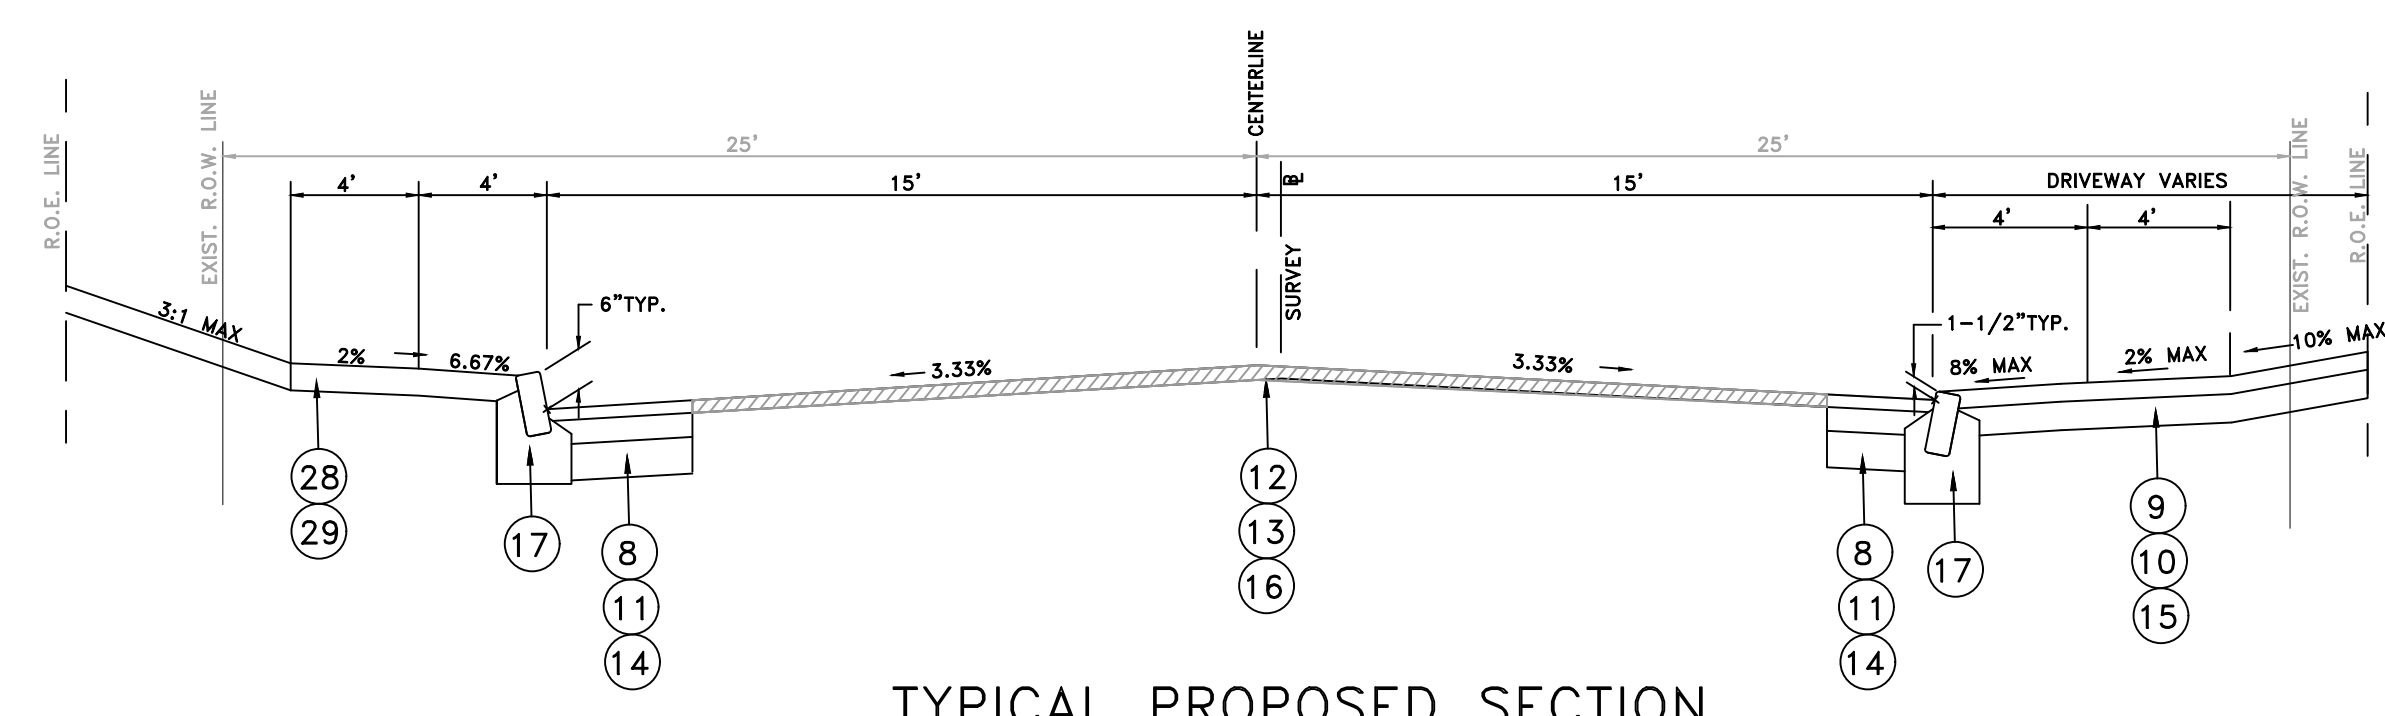 CENTERLINE
R.O.E. LINE
EXIST. R.O.W. LINE
25'
25'
EXIST. R.O.W. LINE
R.O.E. LINE
4'
4'
15'
BL
15'
DRIVEWAY VARIES
4'
4'
SURVEY
3:1 MAX
6"TYP.
1-1/2"TYP.
2%
6.67%
3.33%
3.33%
8% MAX
2% MAX
10% MAX
28
29
17
8
11
14
12
13
16
8
11
14
17
9
10
15
TYPICAL PROPOSED SECTION